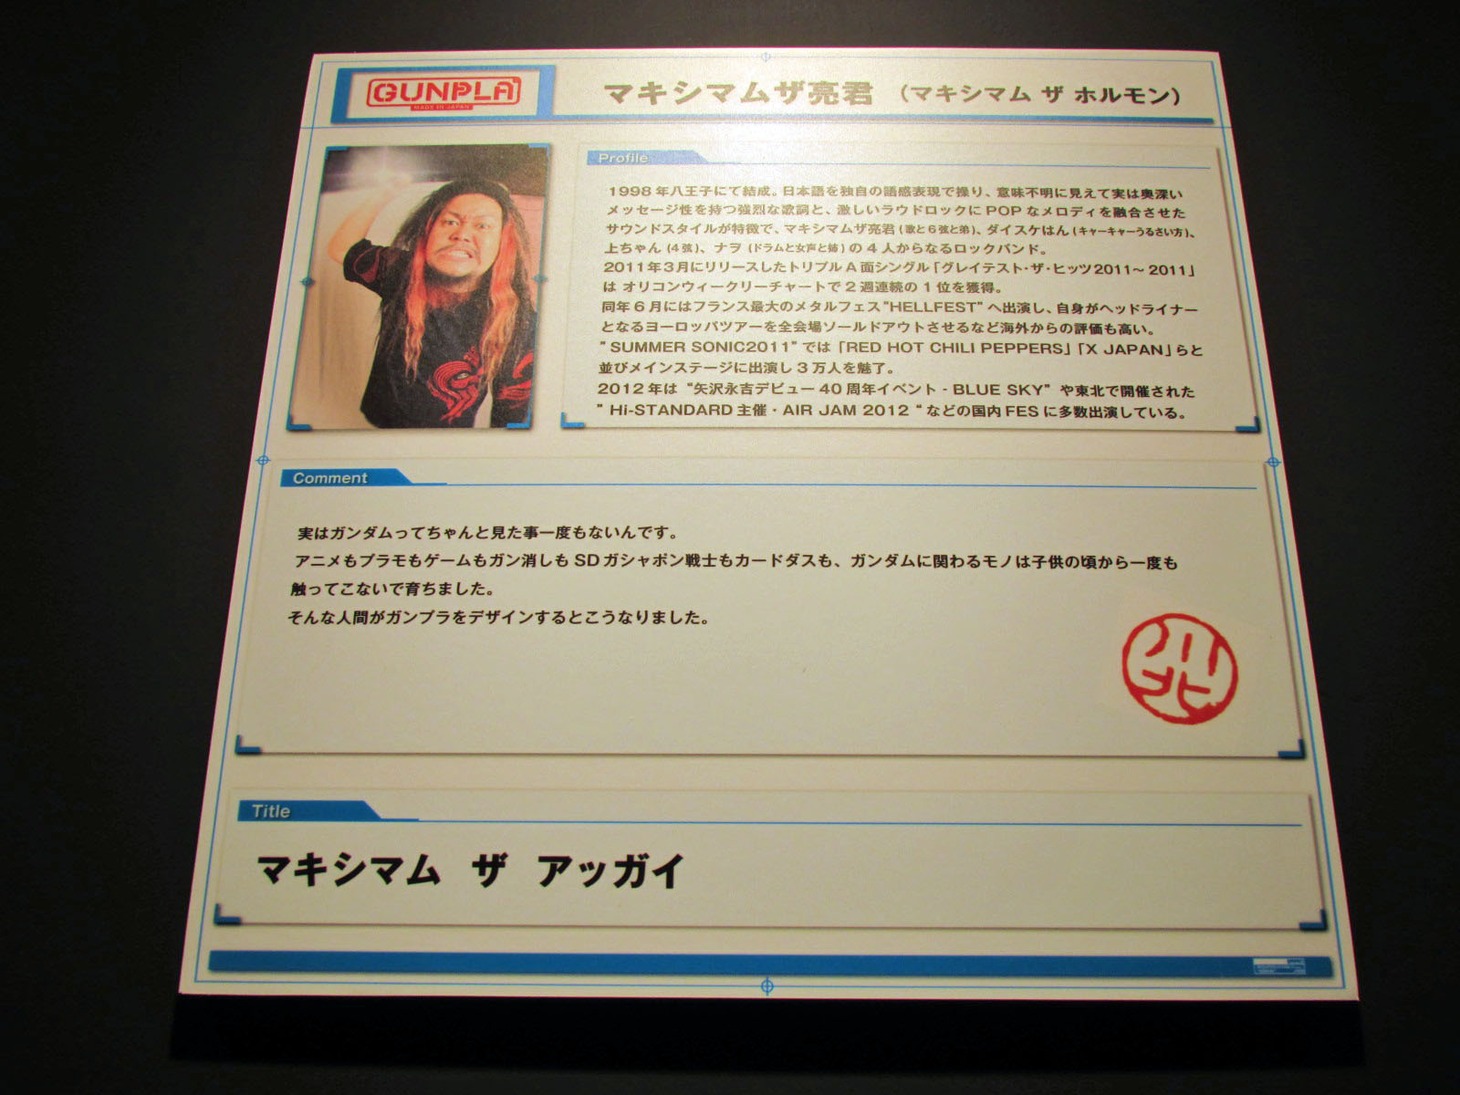 GUNPLA
MADE IN JAPAN
マキシマムザ亮君 (マキシマム ザ ホルモン)
Profile
1998年八王子にて結成。日本語を独自の語感表現で操り、意味不明に見えて実は奥深い
メッセージ性を持つ強烈な歌詞と、激しいラウドロックにPOPなメロディを融合させた
サウンドスタイルが特徴で、マキシマムザ亮君(歌と6弦と弟)、ダイスケはん(キャーキャーうるさい方)、
上ちゃん(4弦)、ナヲ(ドラムと女声と姉)の4人からなるロックバンド。
2011年3月にリリースしたトリプルA面シングル「グレイテスト・ザ・ヒッツ2011~2011」
は オリコンウィークリーチャートで2週連続の1位を獲得。
同年6月にはフランス最大のメタルフェス"HELLFEST"へ出演し、自身がヘッドライナー
となるヨーロッパツアーを全会場ソールドアウトさせるなど海外からの評価も高い。
"SUMMER SONIC2011"では「RED HOT CHILI PEPPERS」「X JAPAN」らと
並びメインステージに出演し3万人を魅了。
2012年は "矢沢永吉デビュー40周年イベント - BLUE SKY" や東北で開催された
"Hi-STANDARD主催・AIR JAM 2012 "などの国内FESに多数出演している。
Comment
実はガンダムってちゃんと見た事一度もないんです。
アニメもプラモもゲームもガン消しもSDガシャポン戦士もカードダスも、ガンダムに関わるモノは子供の頃から一度も
触ってこないで育ちました。
そんな人間がガンプラをデザインするとこうなりました。
Title
マキシマム ザ アッガイ